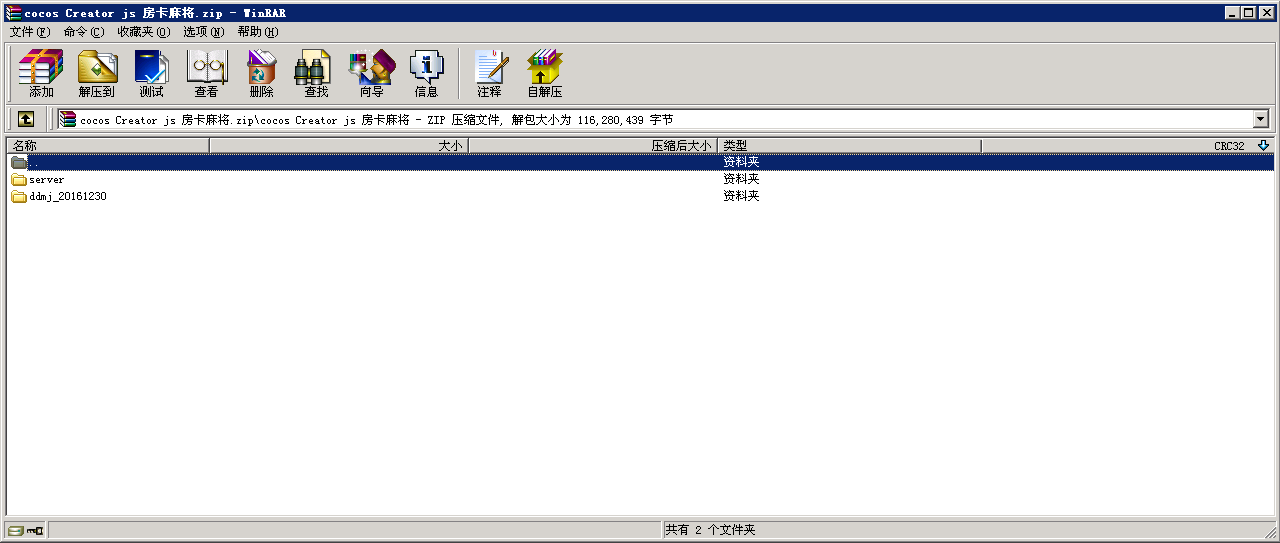 cocos Creator js 房卡麻将.zip - WinRAR
文件(F) 命令(C) 收藏夹(O) 选项(N) 帮助(H)
添加 解压到 测试 查看 删除 查找 向导 信息 注释 自解压
cocos Creator js 房卡麻将.zip\cocos Creator js 房卡麻将 - ZIP 压缩文件, 解包大小为 116,280,439 字节
名称 大小 压缩后大小 类型 CRC32
.. 资料夹
server 资料夹
ddmj_20161230 资料夹
共有 2 个文件夹